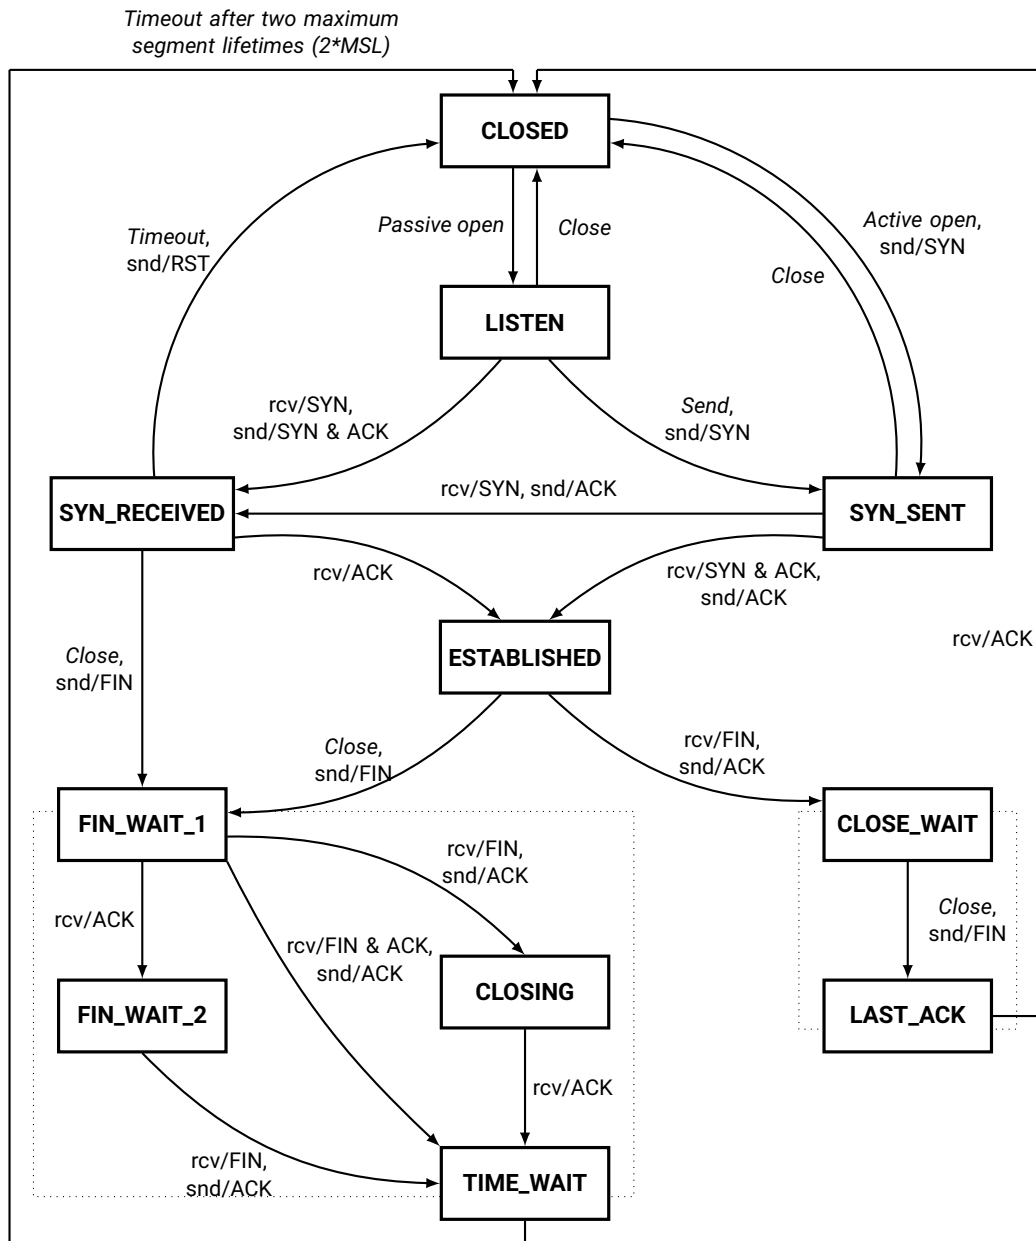 Timeout after two maximum
segment lifetimes (2*MSL)
CLOSED
Passive open
Close
Timeout,
snd/RST
Active open,
snd/SYN
Close
LISTEN
rcv/SYN,
snd/SYN & ACK
Send,
snd/SYN
SYN_RECEIVED
rcv/SYN, snd/ACK
SYN_SENT
rcv/ACK
rcv/SYN & ACK,
snd/ACK
ESTABLISHED
rcv/ACK
Close,
snd/FIN
Close,
snd/FIN
rcv/FIN,
snd/ACK
FIN_WAIT_1
CLOSE_WAIT
rcv/FIN,
snd/ACK
rcv/ACK
rcv/FIN & ACK,
snd/ACK
Close,
snd/FIN
FIN_WAIT_2
CLOSING
LAST_ACK
rcv/ACK
rcv/FIN,
snd/ACK
TIME_WAIT